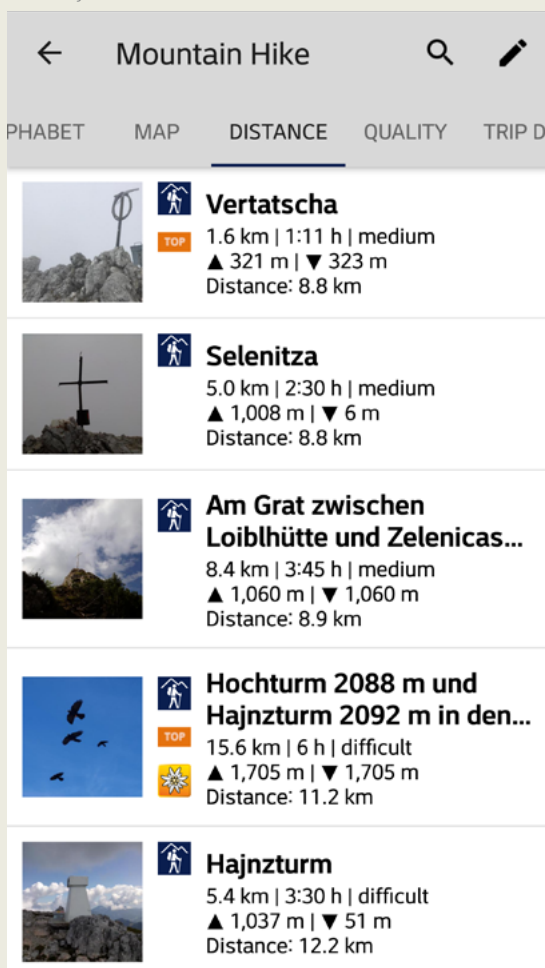 Mountain Hike
PHABET MAP DISTANCE QUALITY TRIP D
Vertatscha
TOP
1.6 km | 1:11 h | medium
▲ 321 m | ▼ 323 m
Distance: 8.8 km
Selenitza
5.0 km | 2:30 h | medium
▲ 1,008 m | ▼ 6 m
Distance: 8.8 km
Am Grat zwischen
Loiblhütte und Zelenicas...
8.4 km | 3:45 h | medium
▲ 1,060 m | ▼ 1,060 m
Distance: 8.9 km
Hochturm 2088 m und
Hajnzturm 2092 m in den...
TOP
15.6 km | 6 h | difficult
▲ 1,705 m | ▼ 1,705 m
Distance: 11.2 km
Hajnzturm
5.4 km | 3:30 h | difficult
▲ 1,037 m | ▼ 51 m
Distance: 12.2 km